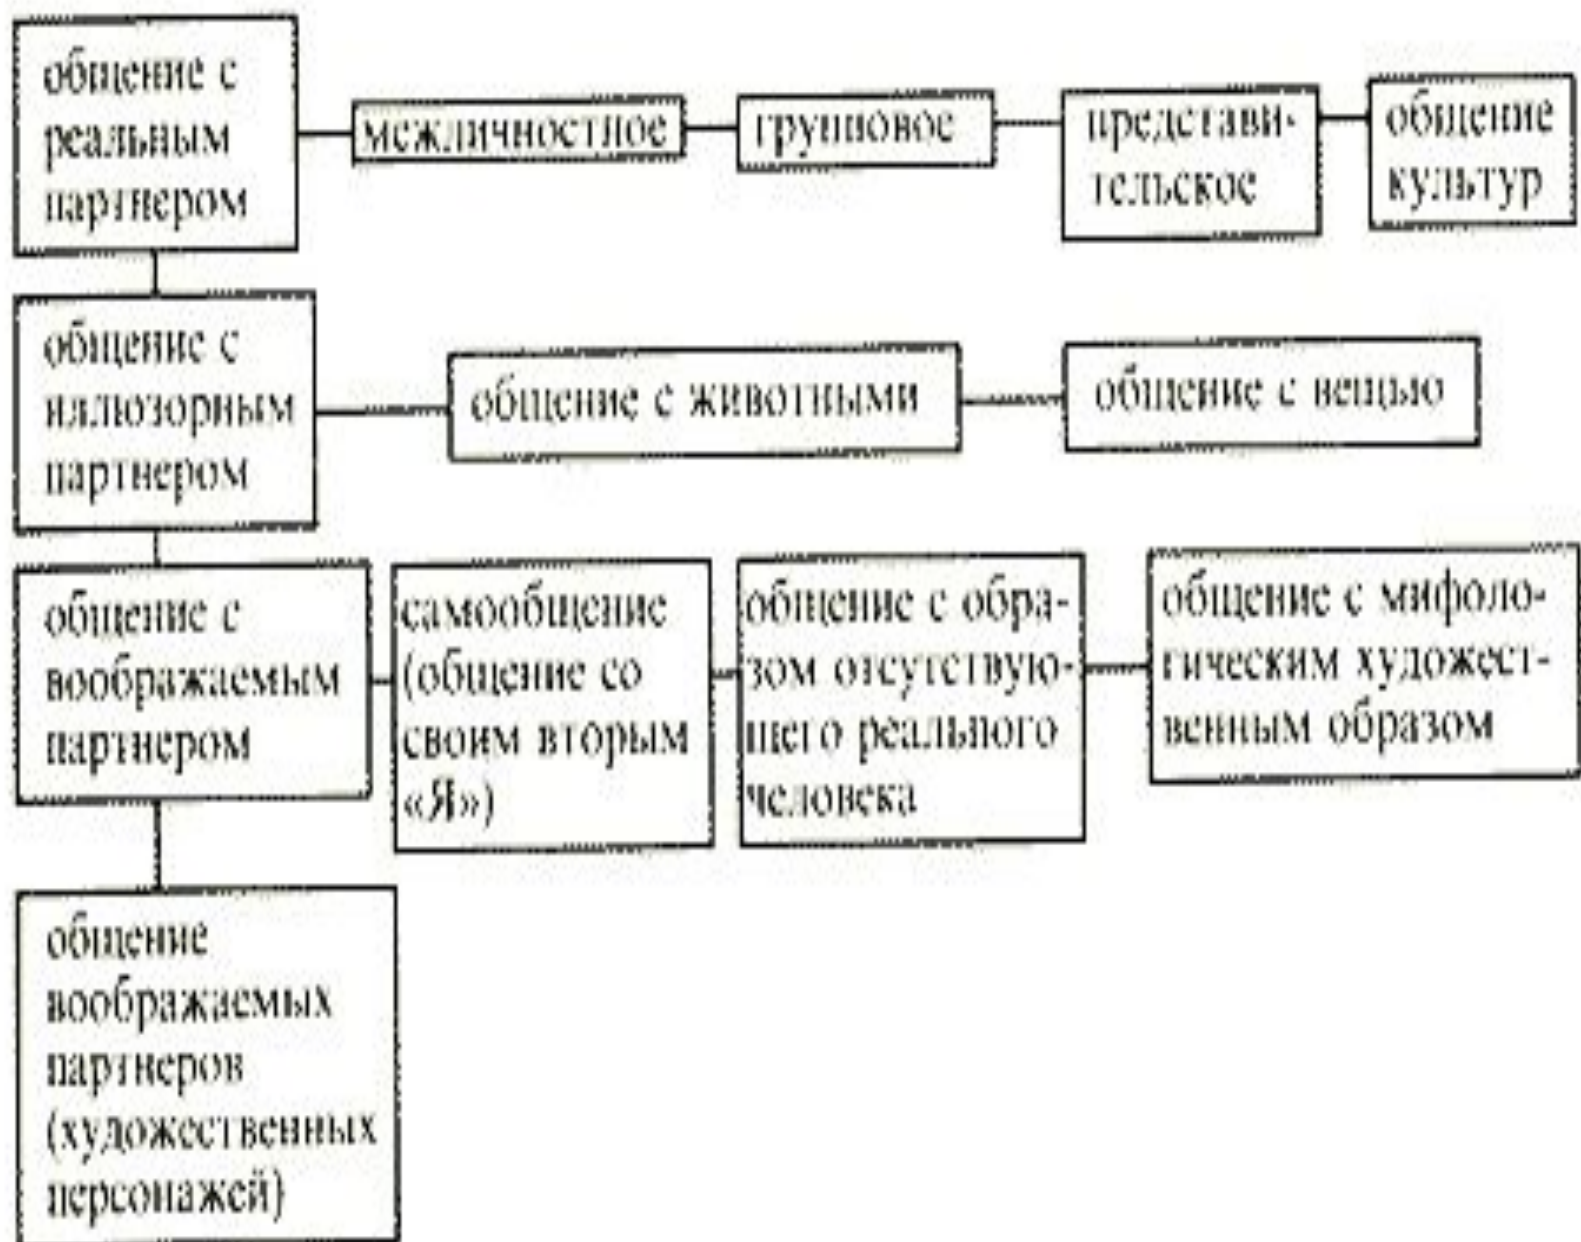 общение с
реальным
партнером
межличностное
групповое
представи-
тельское
общение
культур
общение с
иллюзорным
партнером
общение с животными
общение с вещью
общение с
воображаемым
партнером
самообщение
(общение со
своим вторым
«Я»)
общение с обра-
зом отсутствую-
щего реального
человека
общение с мифоло-
гическим художест-
венным образом
общение
воображаемых
партнеров
(художественных
персонажей)